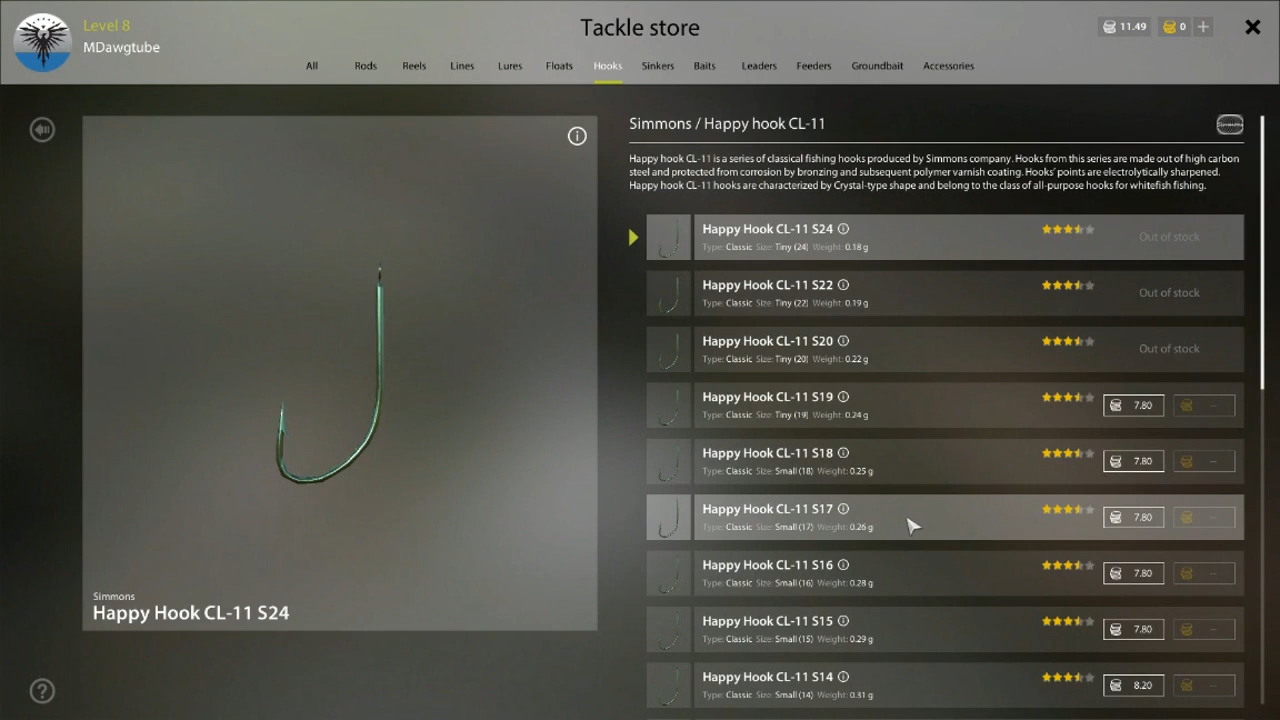 Level 8
MDawgtube
Tackle store
11.49
0
All Rods Reels Lines Lures Floats Hooks Sinkers Baits Leaders Feeders Groundbait Accessories
Simmons / Happy hook CL-11
Happy hook CL-11 is a series of classical fishing hooks produced by Simmons company. Hooks from this series are made out of high carbon
steel and protected from corrosion by bronzing and subsequent polymer varnish coating. Hooks' points are electrolytically sharpened.
Happy hook CL-11 hooks are characterized by Crystal-type shape and belong to the class of all-purpose hooks for whitefish fishing.
Happy Hook CL-11 S24
Type: Classic Size: Tiny (24) Weight: 0.18 g
Out of stock
Happy Hook CL-11 S22
Type: Classic Size: Tiny (22) Weight: 0.19 g
Out of stock
Happy Hook CL-11 S20
Type: Classic Size: Tiny (20) Weight: 0.22 g
Out of stock
Happy Hook CL-11 S19
Type: Classic Size: Tiny (19) Weight: 0.24 g
7.80 –
Happy Hook CL-11 S18
Type: Classic Size: Small (18) Weight: 0.25 g
7.80 –
Happy Hook CL-11 S17
Type: Classic Size: Small (17) Weight: 0.26 g
7.80 –
Happy Hook CL-11 S16
Type: Classic Size: Small (16) Weight: 0.28 g
7.80 –
Happy Hook CL-11 S15
Type: Classic Size: Small (15) Weight: 0.29 g
7.80 –
Happy Hook CL-11 S14
Type: Classic Size: Small (14) Weight: 0.31 g
8.20 –
Simmons
Happy Hook CL-11 S24